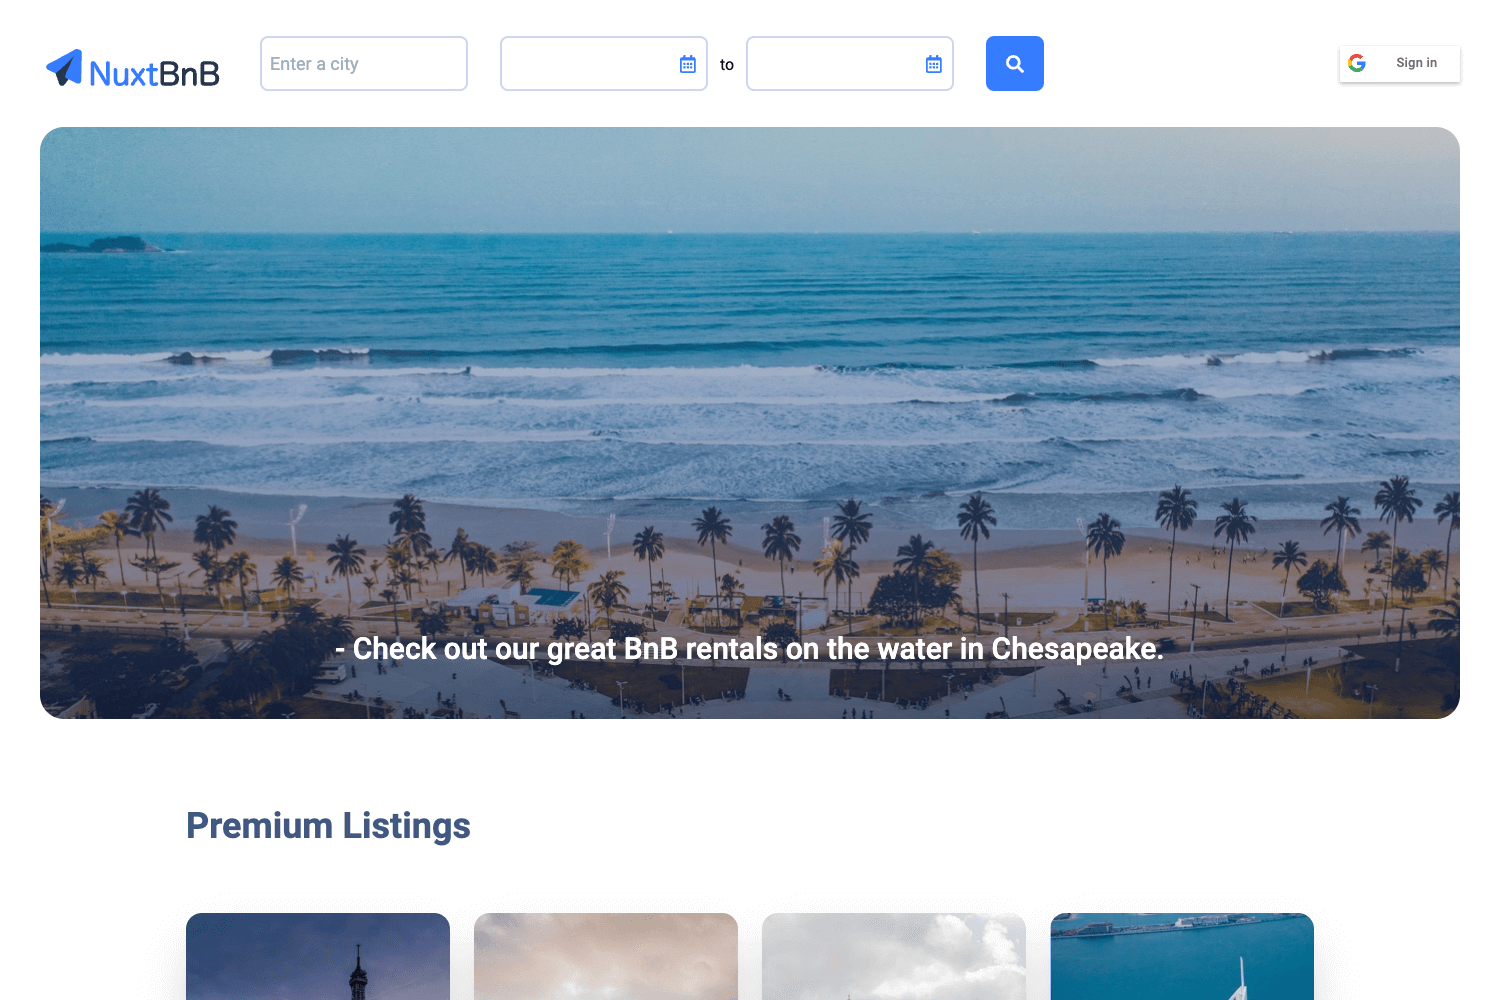 NuxtBnB
Enter a city
to
Sign in
- Check out our great BnB rentals on the water in Chesapeake.
Premium Listings